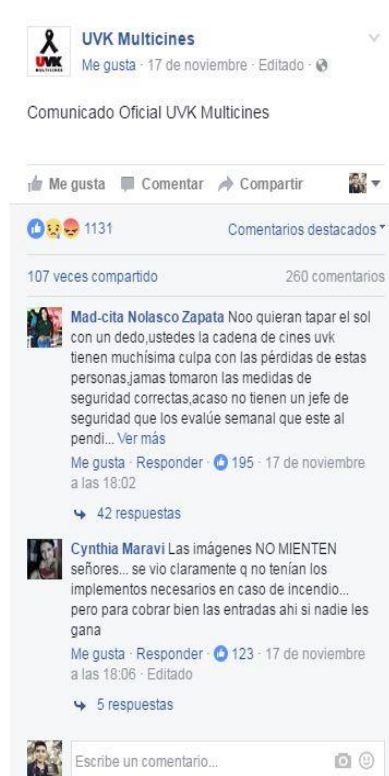 UVK Multicines
Me gusta · 17 de noviembre · Editado ·
UVK
MULTICINES
Comunicado Oficial UVK Multicines
Me gusta Comentar Compartir
1131 Comentarios destacados
107 veces compartido 260 comentarios
Mad-cita Nolasco Zapata Noo quieran tapar el sol
con un dedo,ustedes la cadena de cines uvk
tienen muchísima culpa con las pérdidas de estas
personas,jamas tomaron las medidas de
seguridad correctas,acaso no tienen un jefe de
seguridad que los evalúe semanal que este al
pendi... Ver más
Me gusta · Responder · 195 · 17 de noviembre
a las 18:02
42 respuestas
Cynthia Maravi Las imágenes NO MIENTEN
señores... se vio claramente q no tenían los
implementos necesarios en caso de incendio...
pero para cobrar bien las entradas ahi si nadie les
gana
Me gusta · Responder · 123 · 17 de noviembre
a las 18:06 · Editado
5 respuestas
Escribe un comentario...